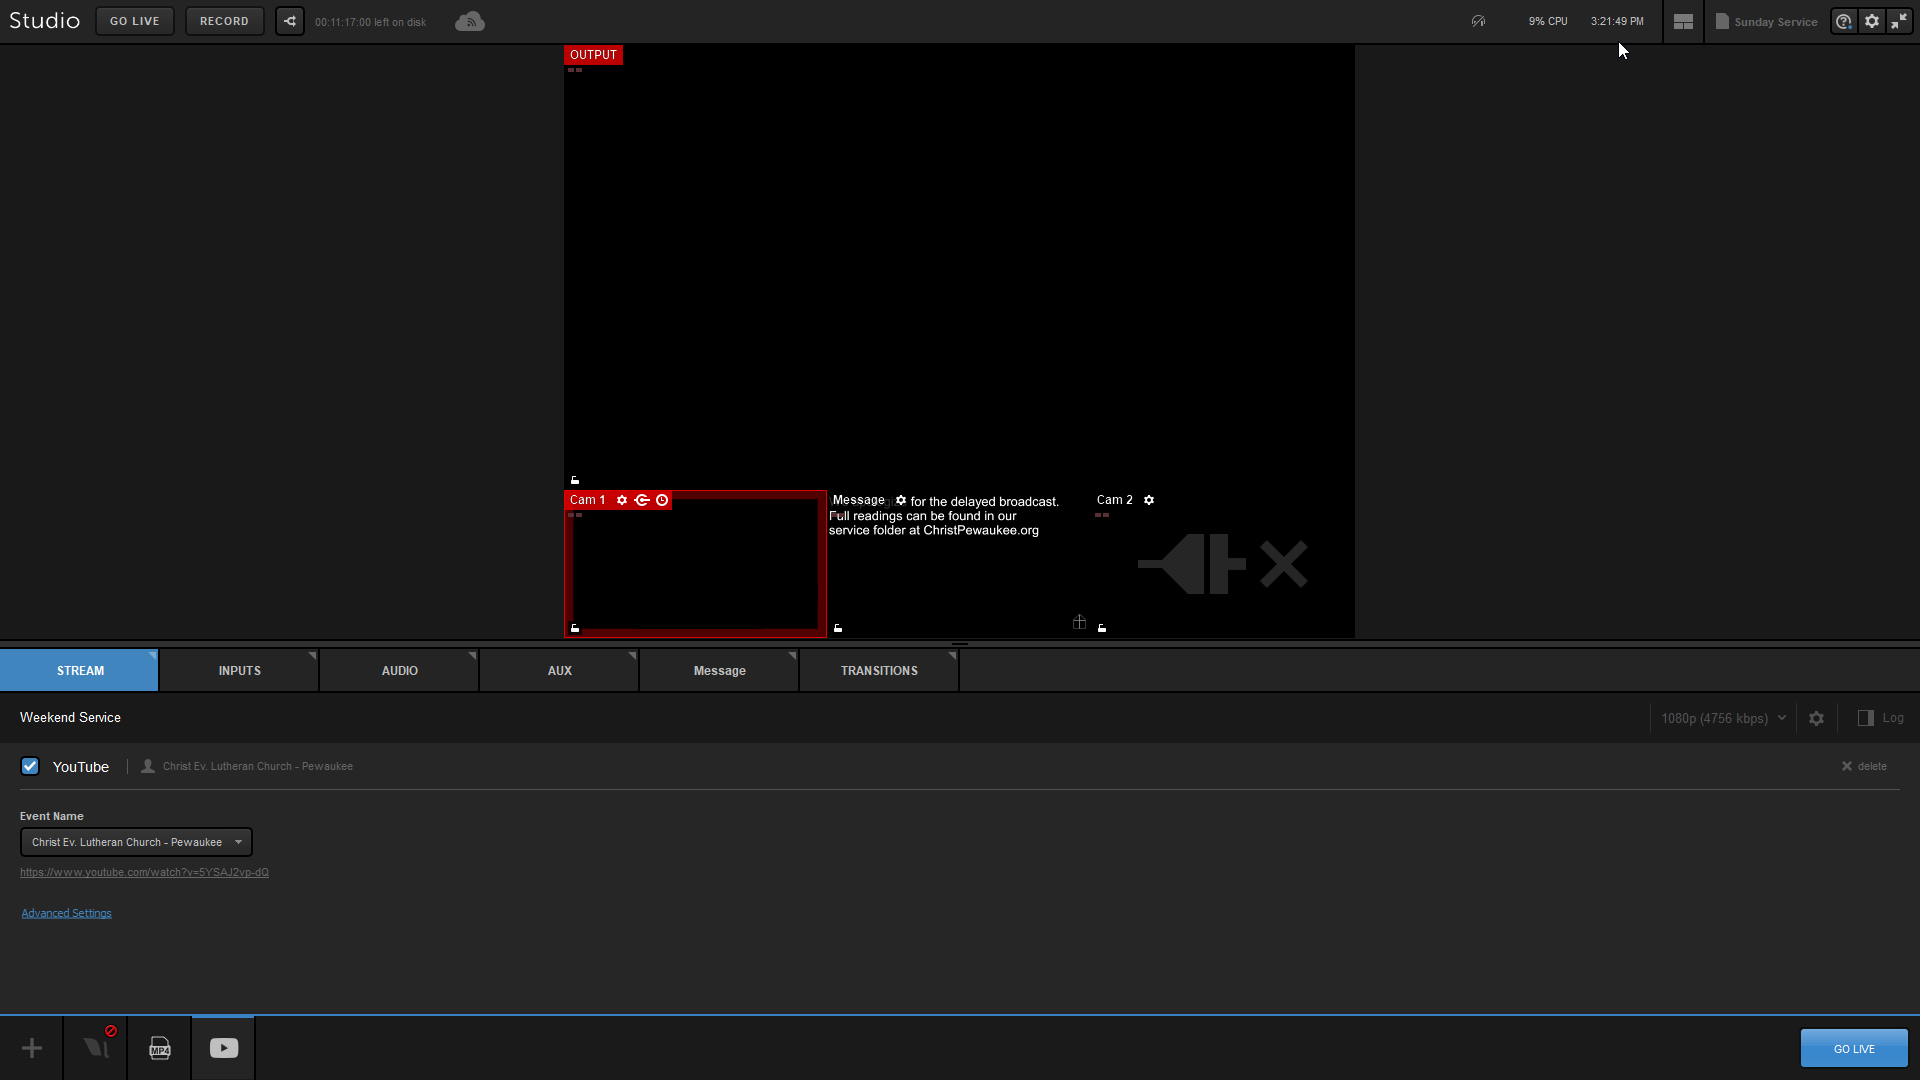 Studio
GO LIVE
RECORD
00:11:17:00 left on disk
9% CPU
3:21:49 PM
Sunday Service
OUTPUT
Cam 1
Message
for the delayed broadcast.
Full readings can be found in our
service folder at ChristPewaukee.org
Cam 2
STREAM
INPUTS
AUDIO
AUX
Message
TRANSITIONS
Weekend Service
1080p (4756 kbps)
Log
YouTube
Christ Ev. Lutheran Church - Pewaukee
delete
Event Name
Christ Ev. Lutheran Church - Pewaukee
https://www.youtube.com/watch?v=5YSAJ2vp-dQ
Advanced Settings
MP4
GO LIVE